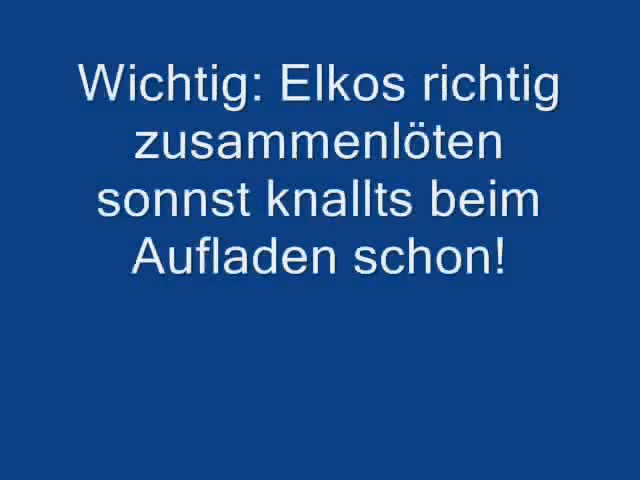 Wichtig: Elkos richtig
zusammenlöten
sonnst knallts beim
Aufladen schon!